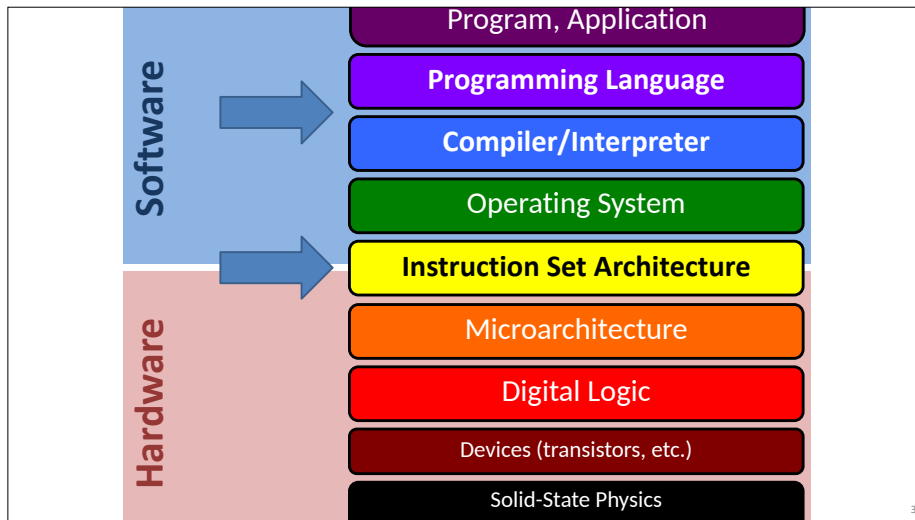 Program, Application
Programming Language
Compiler/Interpreter
Operating System
Instruction Set Architecture
Microarchitecture
Digital Logic
Devices (transistors, etc.)
Solid-State Physics
Software
Hardware
3